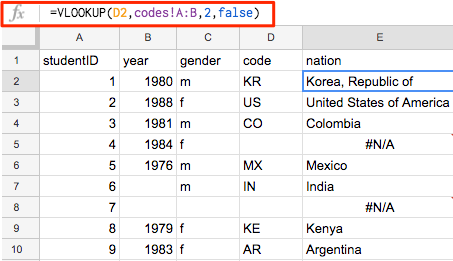 fx =VLOOKUP(D2,codes!A:B,2,false)
A B C D E
1 studentID year gender code nation
2 1 1980 m KR Korea, Republic of
3 2 1988 f US United States of America
4 3 1981 m CO Colombia
5 4 1984 f #N/A
6 5 1976 m MX Mexico
7 6 m IN India
8 7 #N/A
9 8 1979 f KE Kenya
10 9 1983 f AR Argentina